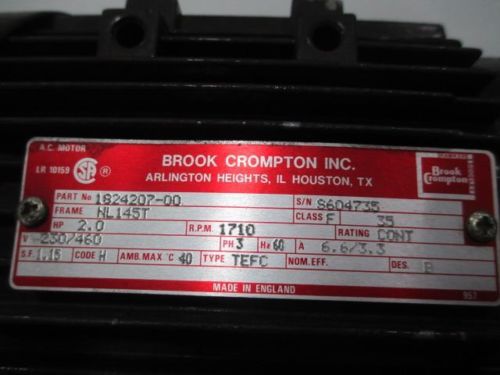 A.C. MOTOR
LR 10159 SA ®
BROOK CROMPTON INC.
ARLINGTON HEIGHTS, IL HOUSTON, TX
Brook
Crompton
PART No 1824207-00 S/N S604735
FRAME NL145T CLASS F 35
HP 2.0 R.P.M. 1710 RATING CONT
V 230/460 PH 3 Hz 60 A 6.6/3.3
S.F. 1.15 CODE H AMB.MAX °C 40 TYPE TEFC NOM.EFF. DES. B
MADE IN ENGLAND
957